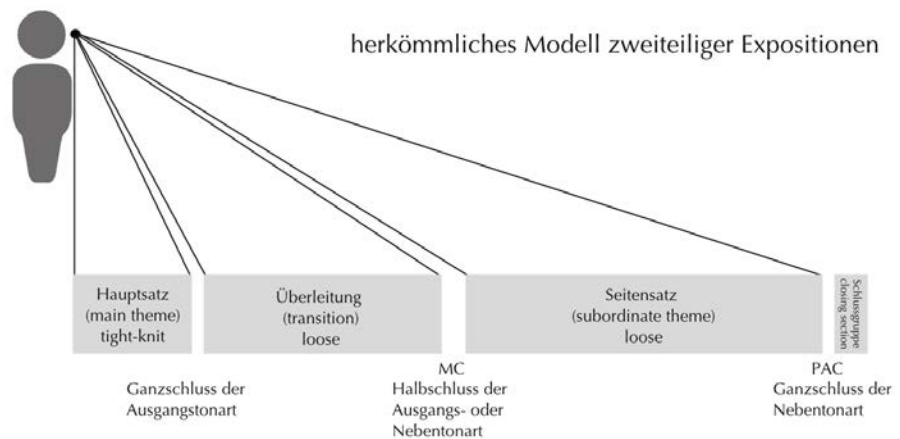 herkömmliches Modell zweiteiliger Expositionen
Hauptsatz
(main theme)
tight-knit
Überleitung
(transition)
loose
Seitensatz
(subordinate theme)
loose
Schlussgruppe
closing section
Ganzschluss der
Ausgangstonart
MC
Halbschluss der
Ausgangs- oder
Nebentonart
PAC
Ganzschluss der
Nebentonart